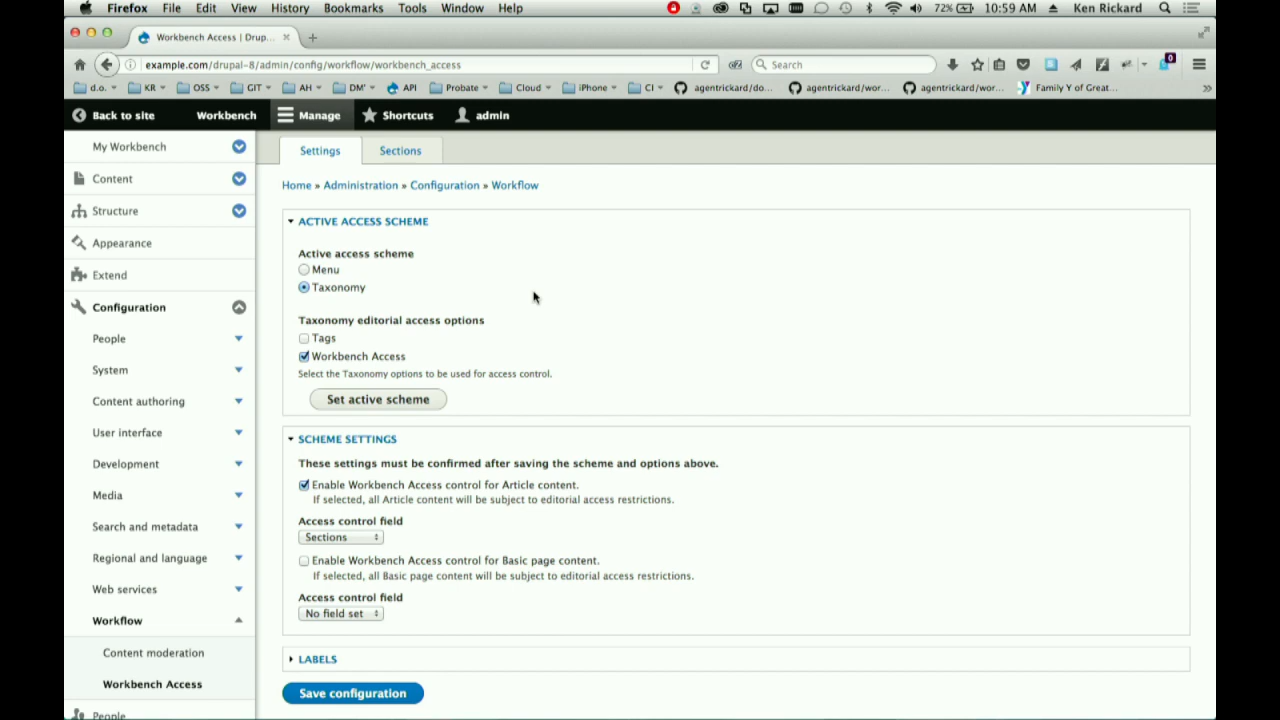 Firefox File Edit View History Bookmarks Tools Window Help 72% 10:59 AM Ken Rickard
Workbench Access | Drup...
example.com/drupal-8/admin/config/workflow/workbench_access Search 0
d.o. KR OSS GIT AH DM' API Probate Cloud iPhone CI agentrickard/do... agentrickard/wor... agentrickard/wor... Family Y of Great...
Back to site Workbench Manage Shortcuts admin
My Workbench
Content
Structure
Appearance
Extend
Configuration
People
System
Content authoring
User interface
Development
Media
Search and metadata
Regional and language
Web services
Workflow
Content moderation
Workbench Access
People
Settings Sections
Home » Administration » Configuration » Workflow
ACTIVE ACCESS SCHEME
Active access scheme
Menu
Taxonomy
Taxonomy editorial access options
Tags
Workbench Access
Select the Taxonomy options to be used for access control.
Set active scheme
SCHEME SETTINGS
These settings must be confirmed after saving the scheme and options above.
Enable Workbench Access control for Article content.
If selected, all Article content will be subject to editorial access restrictions.
Access control field
Sections
Enable Workbench Access control for Basic page content.
If selected, all Basic page content will be subject to editorial access restrictions.
Access control field
No field set
LABELS
Save configuration